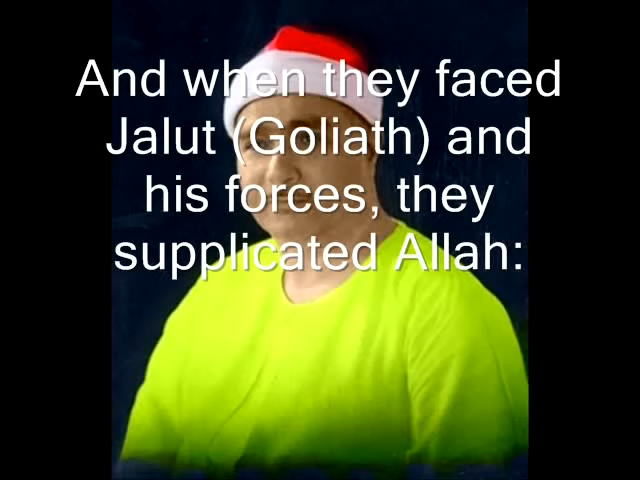 And when they faced
Jalut (Goliath) and
his forces, they
supplicated Allah: